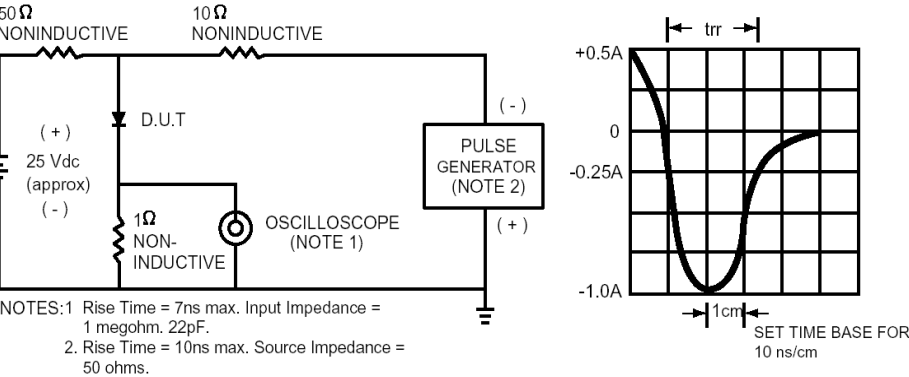 50Ω
NONINDUCTIVE
10Ω
NONINDUCTIVE
D.U.T
( + )
25 Vdc
(approx)
( - )
1Ω
NON-
INDUCTIVE
OSCILLOSCOPE
(NOTE 1)
( - )
PULSE
GENERATOR
(NOTE 2)
( + )
NOTES:1 Rise Time = 7ns max. Input Impedance =
1 megohm. 22pF.
2. Rise Time = 10ns max. Source Impedance =
50 ohms.
trr
+0.5A
0
-0.25A
-1.0A
1cm
SET TIME BASE FOR
10 ns/cm